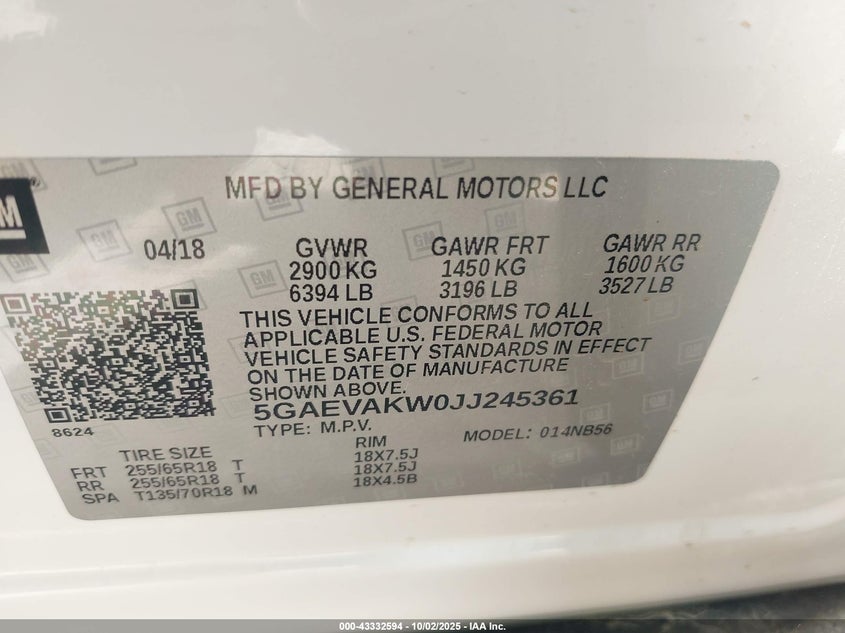 GM ®
MFD BY GENERAL MOTORS LLC
04/18 GVWR GAWR FRT GAWR RR
2900 KG 1450 KG 1600 KG
6394 LB 3196 LB 3527 LB
THIS VEHICLE CONFORMS TO ALL
APPLICABLE U.S. FEDERAL MOTOR
VEHICLE SAFETY STANDARDS IN EFFECT
ON THE DATE OF MANUFACTURE
SHOWN ABOVE.
5GAEVAKW0JJ245361
8624
TYPE: M.P.V. MODEL: 014NB56
TIRE SIZE RIM
FRT 255/65R18 T 18X7.5J
RR 255/65R18 T 18X7.5J
SPA T135/70R18 M 18X4.5B
000-43332594 - 10/02/2025 - IAA Inc.